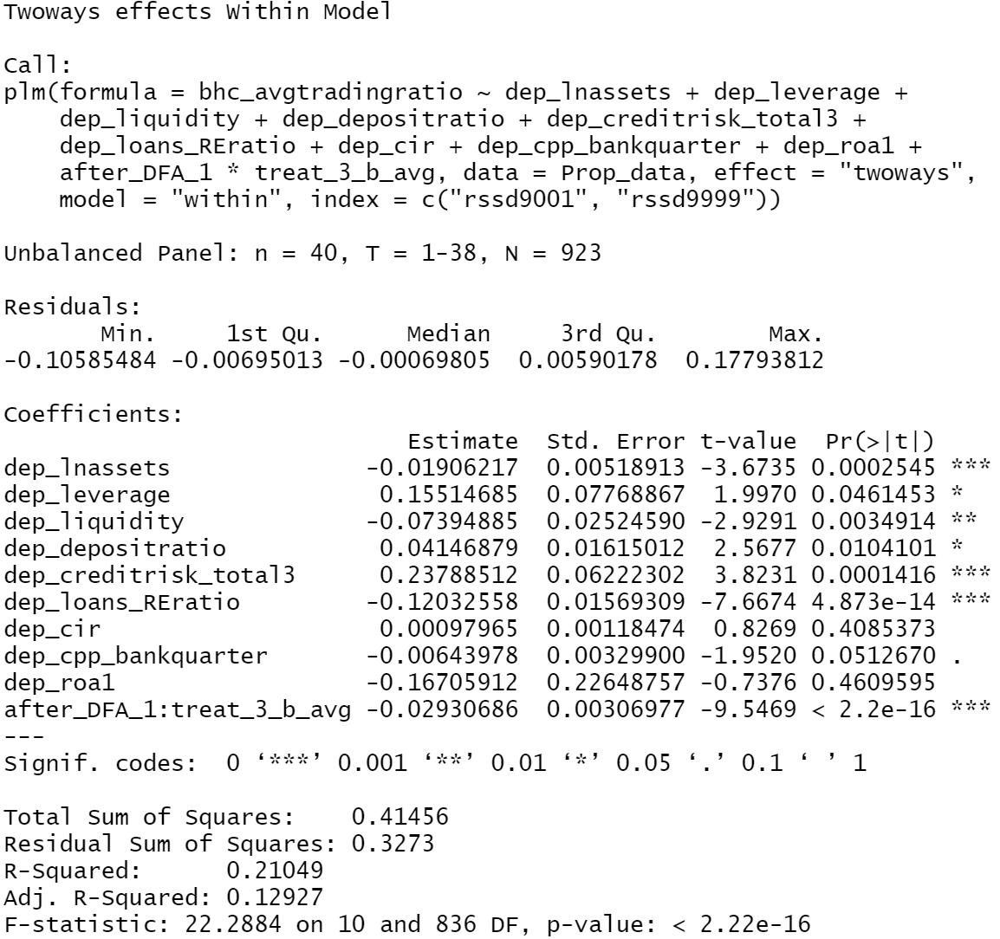 Twoways effects Within Model
Call:
plm(formula = bhc_avgtradingratio ~ dep_lnassets + dep_leverage +
dep_liquidity + dep_depositratio + dep_creditrisk_total3 +
dep_loans_REratio + dep_cir + dep_cpp_bankquarter + dep_roa1 +
after_DFA_1 * treat_3_b_avg, data = Prop_data, effect = "twoways",
model = "within", index = c("rssd9001", "rssd9999"))
Unbalanced Panel: n = 40, T = 1-38, N = 923
Residuals:
Min. 1st Qu. Median 3rd Qu. Max.
-0.10585484 -0.00695013 -0.00069805 0.00590178 0.17793812
Coefficients:
Estimate Std. Error t-value Pr(>|t|)
dep_lnassets -0.01906217 0.00518913 -3.6735 0.0002545 ***
dep_leverage 0.15514685 0.07768867 1.9970 0.0461453 *
dep_liquidity -0.07394885 0.02524590 -2.9291 0.0034914 **
dep_depositratio 0.04146879 0.01615012 2.5677 0.0104101 *
dep_creditrisk_total3 0.23788512 0.06222302 3.8231 0.0001416 ***
dep_loans_REratio -0.12032558 0.01569309 -7.6674 4.873e-14 ***
dep_cir 0.00097965 0.00118474 0.8269 0.4085373
dep_cpp_bankquarter -0.00643978 0.00329900 -1.9520 0.0512670 .
dep_roa1 -0.16705912 0.22648757 -0.7376 0.4609595
after_DFA_1:treat_3_b_avg -0.02930686 0.00306977 -9.5469 < 2.2e-16 ***
---
Signif. codes: 0 ‘***’ 0.001 ‘**’ 0.01 ‘*’ 0.05 ‘.’ 0.1 ‘ ’ 1
Total Sum of Squares: 0.41456
Residual Sum of Squares: 0.3273
R-Squared: 0.21049
Adj. R-Squared: 0.12927
F-statistic: 22.2884 on 10 and 836 DF, p-value: < 2.22e-16